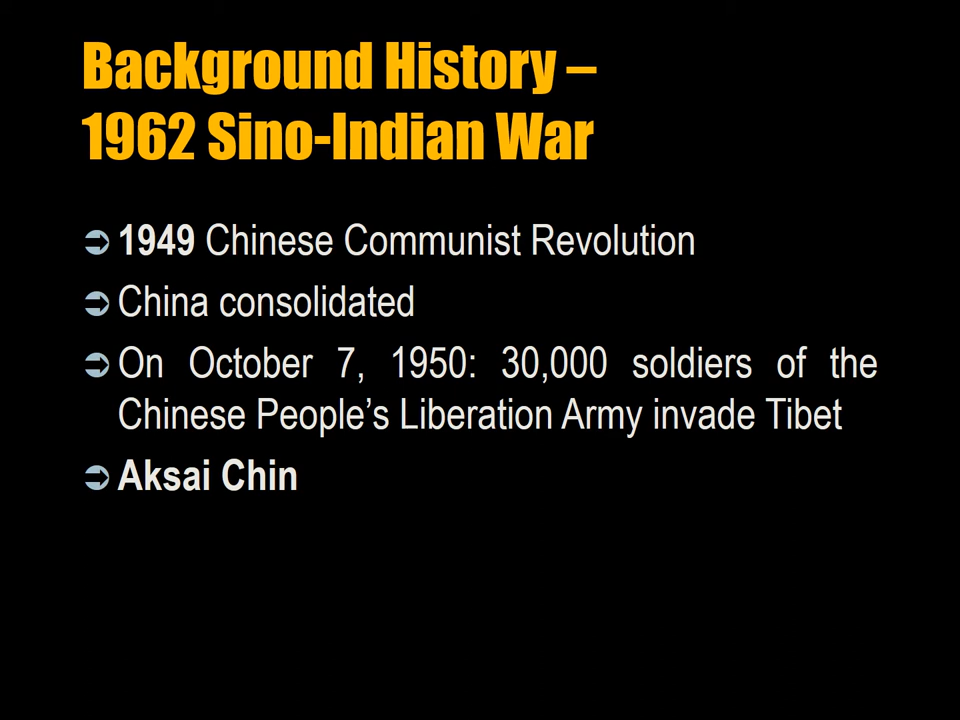 Background History –
1962 Sino-Indian War
1949 Chinese Communist Revolution
China consolidated
On October 7, 1950: 30,000 soldiers of the
Chinese People’s Liberation Army invade Tibet
Aksai Chin